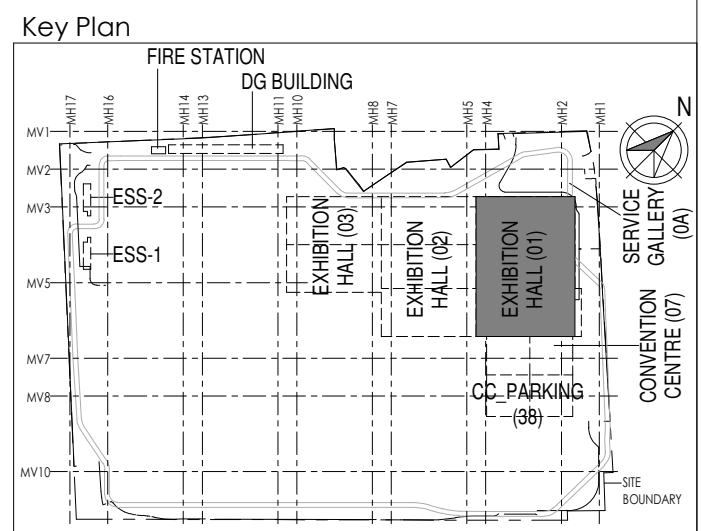 Key Plan
FIRE STATION
DG BUILDING
MH17
MH16
MH14
MH13
MH11
MH10
MH8
MH7
MH5
MH4
MH2
MH1
N
MV1
MV2
MV3
MV5
MV7
MV8
MV10
ESS-2
ESS-1
EXHIBITION
HALL (03)
EXHIBITION
HALL (02)
EXHIBITION
HALL (01)
SERVICE
GALLERY
(0A)
CONVENTION
CENTRE (07)
CC_PARKING
(38)
SITE
BOUNDARY